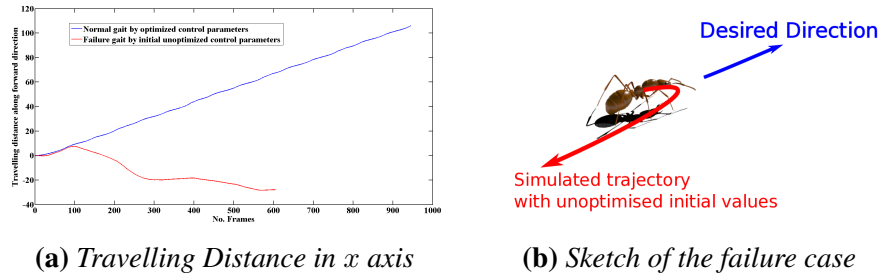 120
100
80
60
40
20
0
-20
-40
0
100
200
300
400
500
600
700
800
900
1000
Travelling distance along forward direction
No. Frames
Normal gait by optimized control parameters
Failure gait by initial unoptimized control parameters
Desired Direction
Simulated trajectory
with unoptimised initial values
(a) Travelling Distance in x axis
(b) Sketch of the failure case